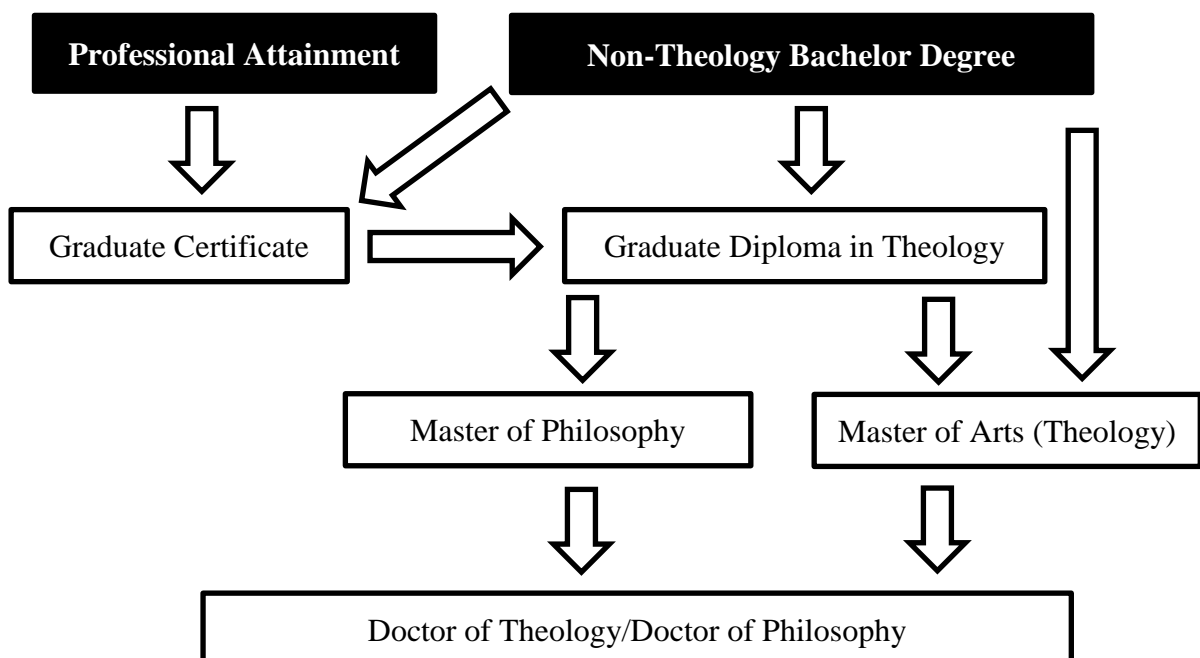 Professional Attainment
Non-Theology Bachelor Degree
Graduate Certificate
Graduate Diploma in Theology
Master of Philosophy
Master of Arts (Theology)
Doctor of Theology/Doctor of Philosophy